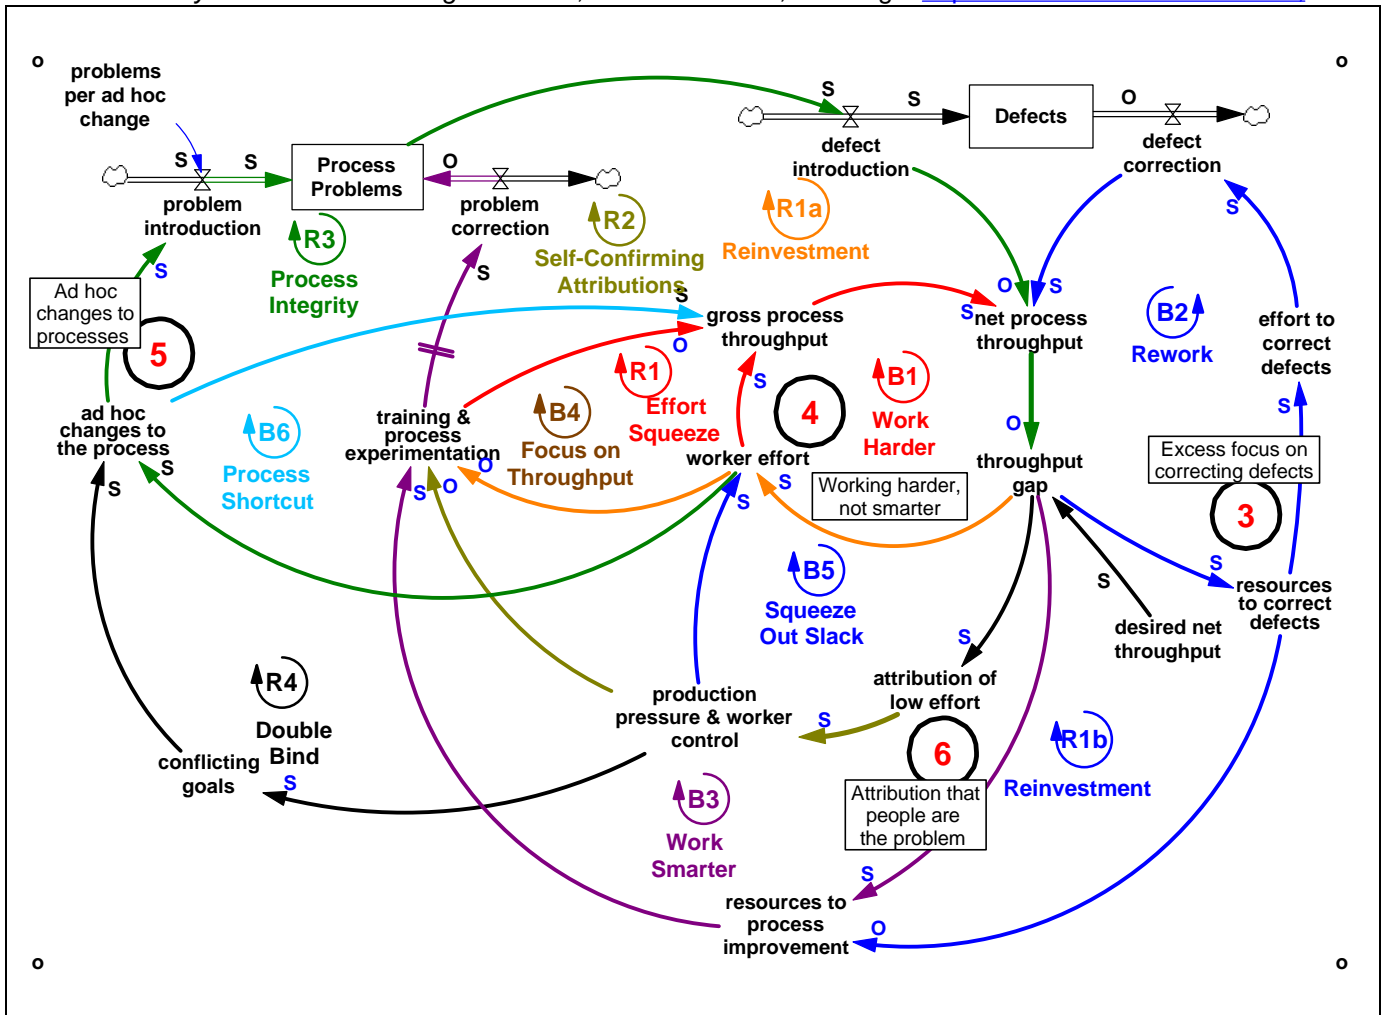 problems
per ad hoc
change
S
S
O
S
S
O
Process
Problems
Defects
problem
introduction
problem
correction
defect
introduction
defect
correction
R3
Process
Integrity
R2
Self-Confirming
Attributions
R1a
Reinvestment
S
S
S
O
S
S
Ad hoc
changes to
processes
5
S
gross process
throughput
O
S
net process
throughput
B2
Rework
effort to
correct
defects
R1
Effort
Squeeze
S
4
B1
Work
Harder
O
S
ad hoc
changes to
the process
S
S
B6
Process
Shortcut
training &
process
experimentation
O
S
O
B4
Focus on
Throughput
worker effort
S
S
Working harder,
not smarter
throughput
gap
Excess focus on
correcting defects
3
B5
Squeeze
Out Slack
S
S
resources
to correct
defects
desired net
throughput
S
attribution of
low effort
R4
Double
Bind
production
pressure & worker
control
S
conflicting
goals
S
6
Attribution that
people are
the problem
R1b
Reinvestment
B3
Work
Smarter
S
resources to
process
improvement
O